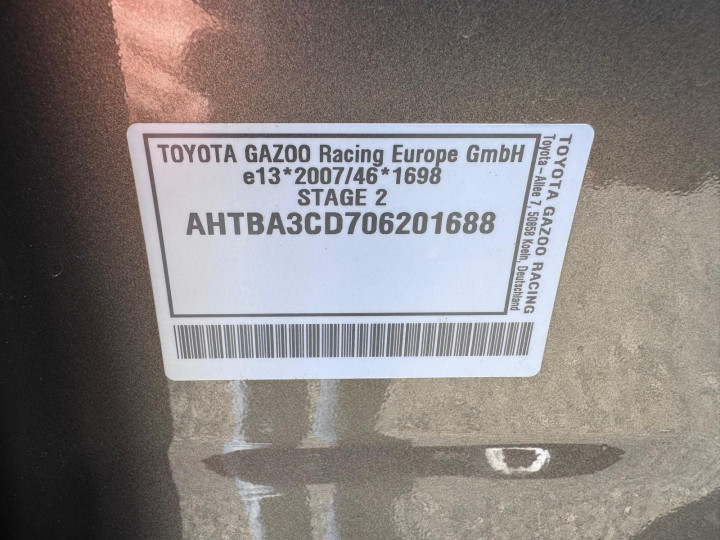 TOYOTA GAZOO Racing Europe GmbH
e13*2007/46*1698
STAGE 2
AHTBA3CD706201688
TOYOTA GAZOO RACING
Toyota-Allee 7, 50858 Koeln, Deutschland